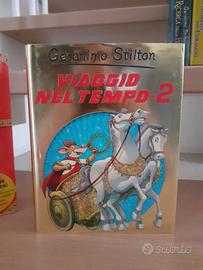 Geronimo Stilton
VIAGGIO
NEL TEMPO-2
subito